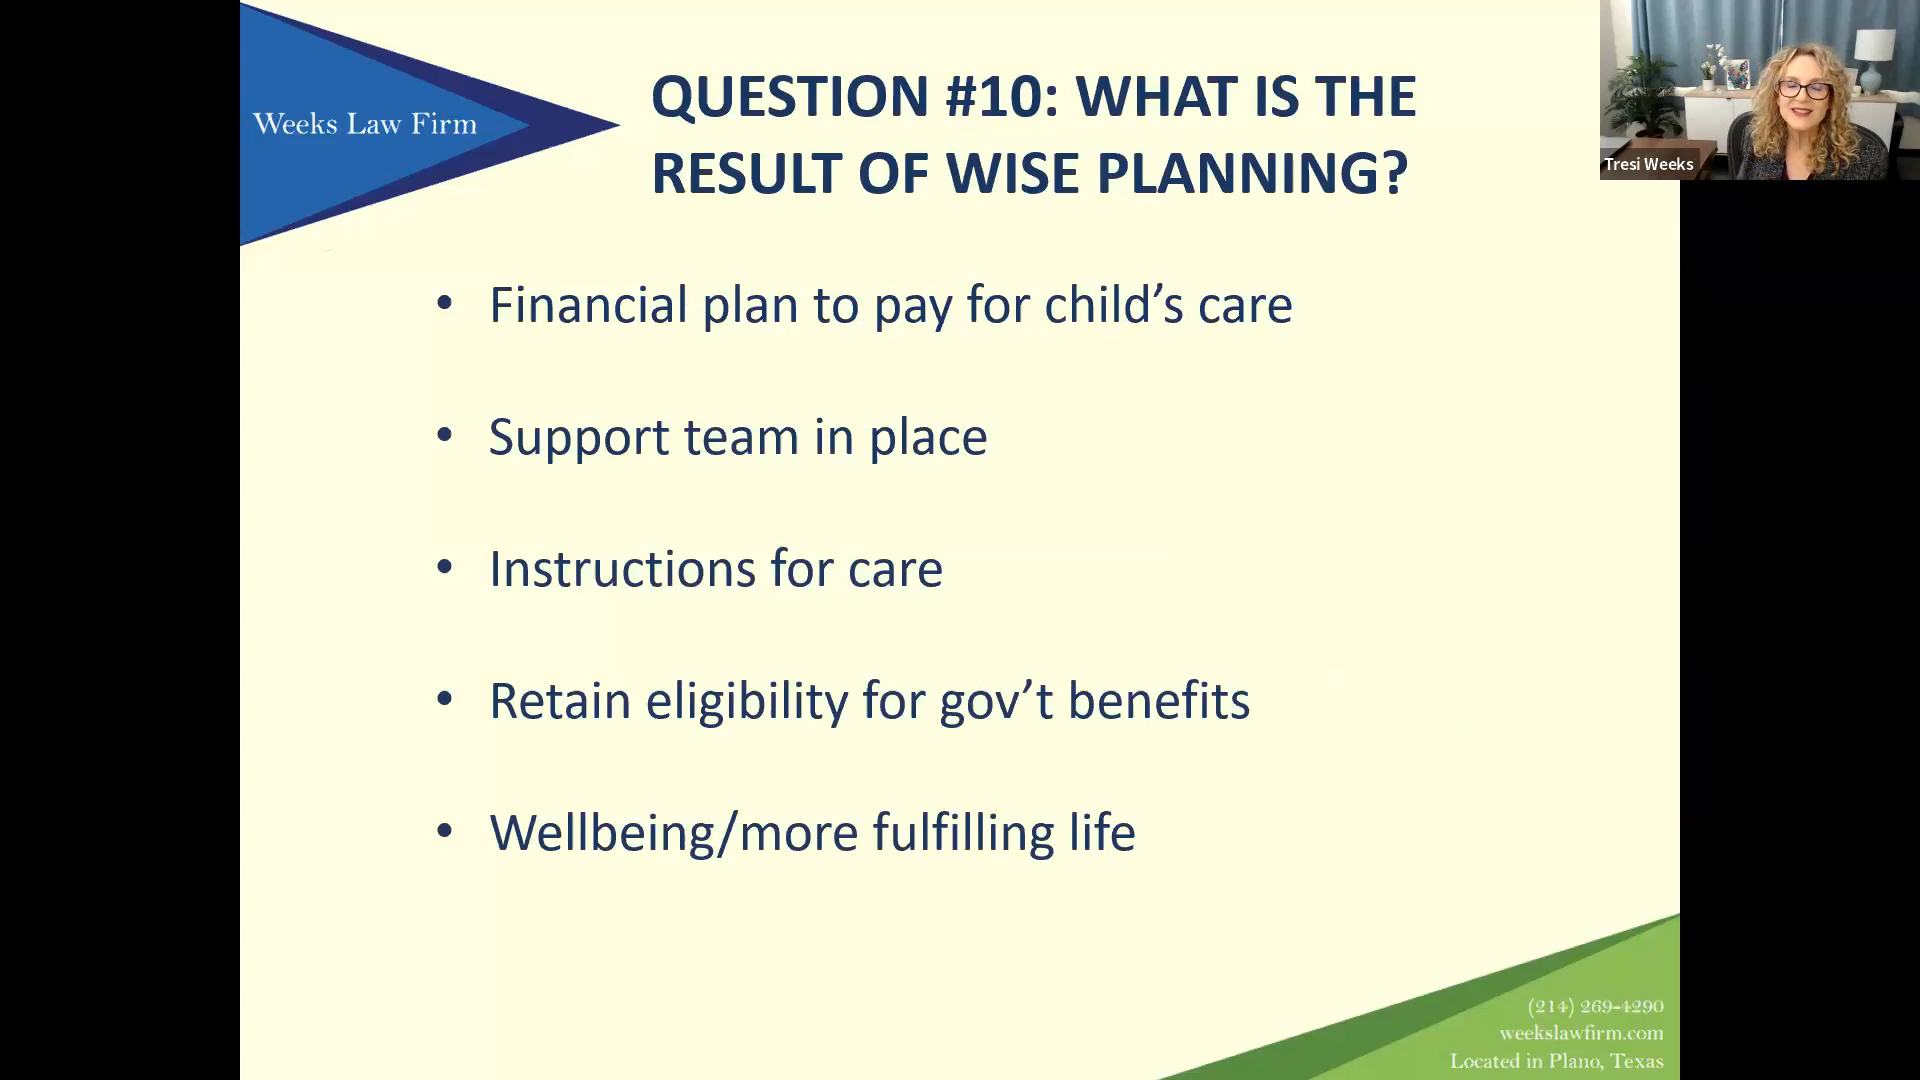 Weeks Law Firm
QUESTION #10: WHAT IS THE
RESULT OF WISE PLANNING?
Tresi Weeks
• Financial plan to pay for child’s care
• Support team in place
• Instructions for care
• Retain eligibility for gov’t benefits
• Wellbeing/more fulfilling life
(214) 269-4290
weekslawfirm.com
Located in Plano, Texas